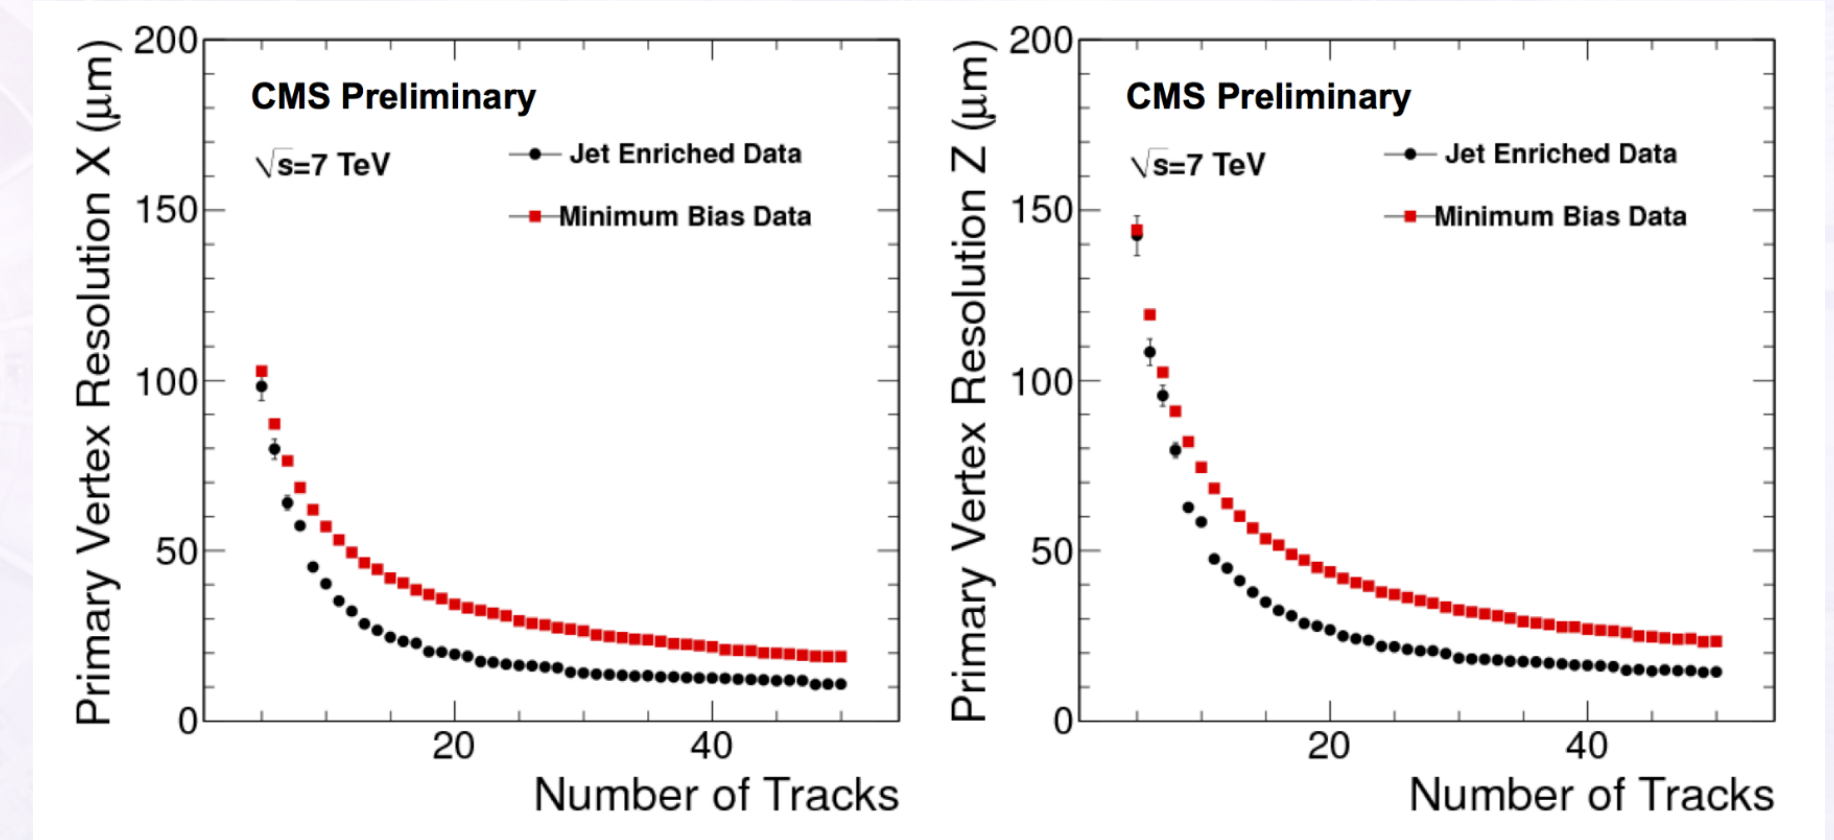 Primary Vertex Resolution X (μm)
200
150
100
50
0
CMS Preliminary
√s=7 TeV
Jet Enriched Data
Minimum Bias Data
20
40
Number of Tracks
Primary Vertex Resolution Z (μm)
200
150
100
50
0
CMS Preliminary
√s=7 TeV
Jet Enriched Data
Minimum Bias Data
20
40
Number of Tracks